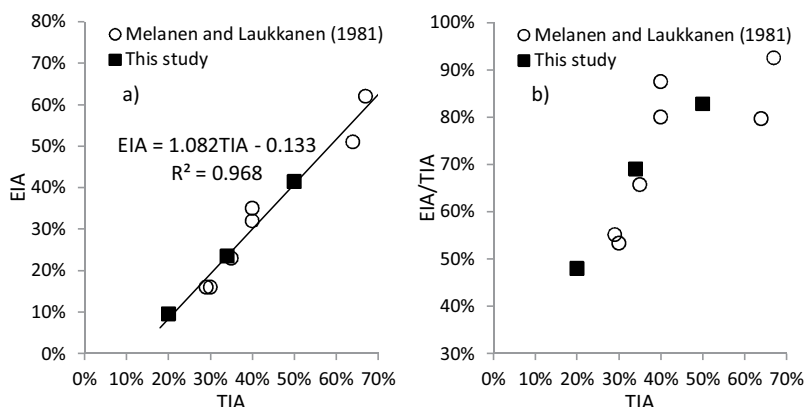 80%
70%
60%
50%
40%
30%
20%
10%
0%
EIA
Melanen and Laukkanen (1981)
This study
a)
EIA = 1.082TIA - 0.133
R² = 0.968
0% 10% 20% 30% 40% 50% 60% 70%
TIA
100%
90%
80%
70%
60%
50%
40%
30%
EIA/TIA
Melanen and Laukkanen (1981)
This study
b)
0% 10% 20% 30% 40% 50% 60% 70%
TIA